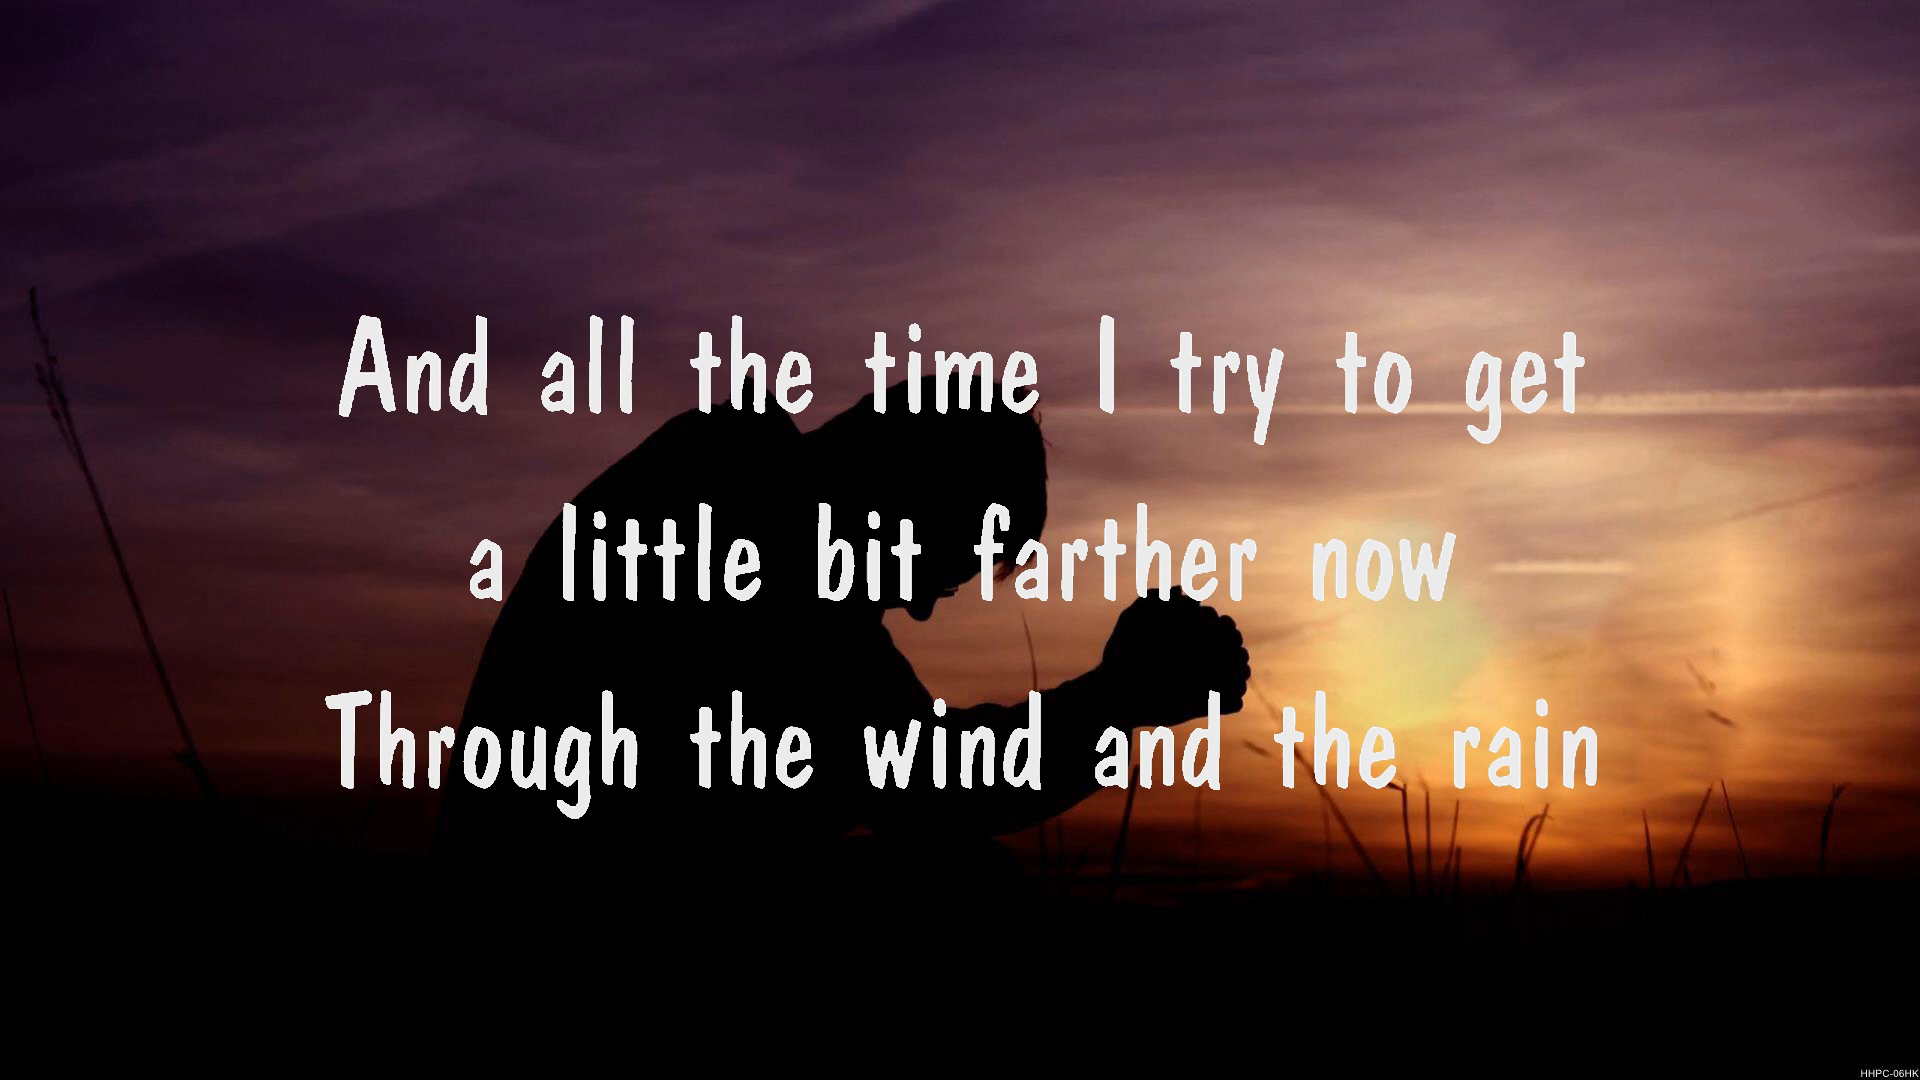 And all the time I try to get
a little bit farther now
Through the wind and the rain
HHPC-06HK